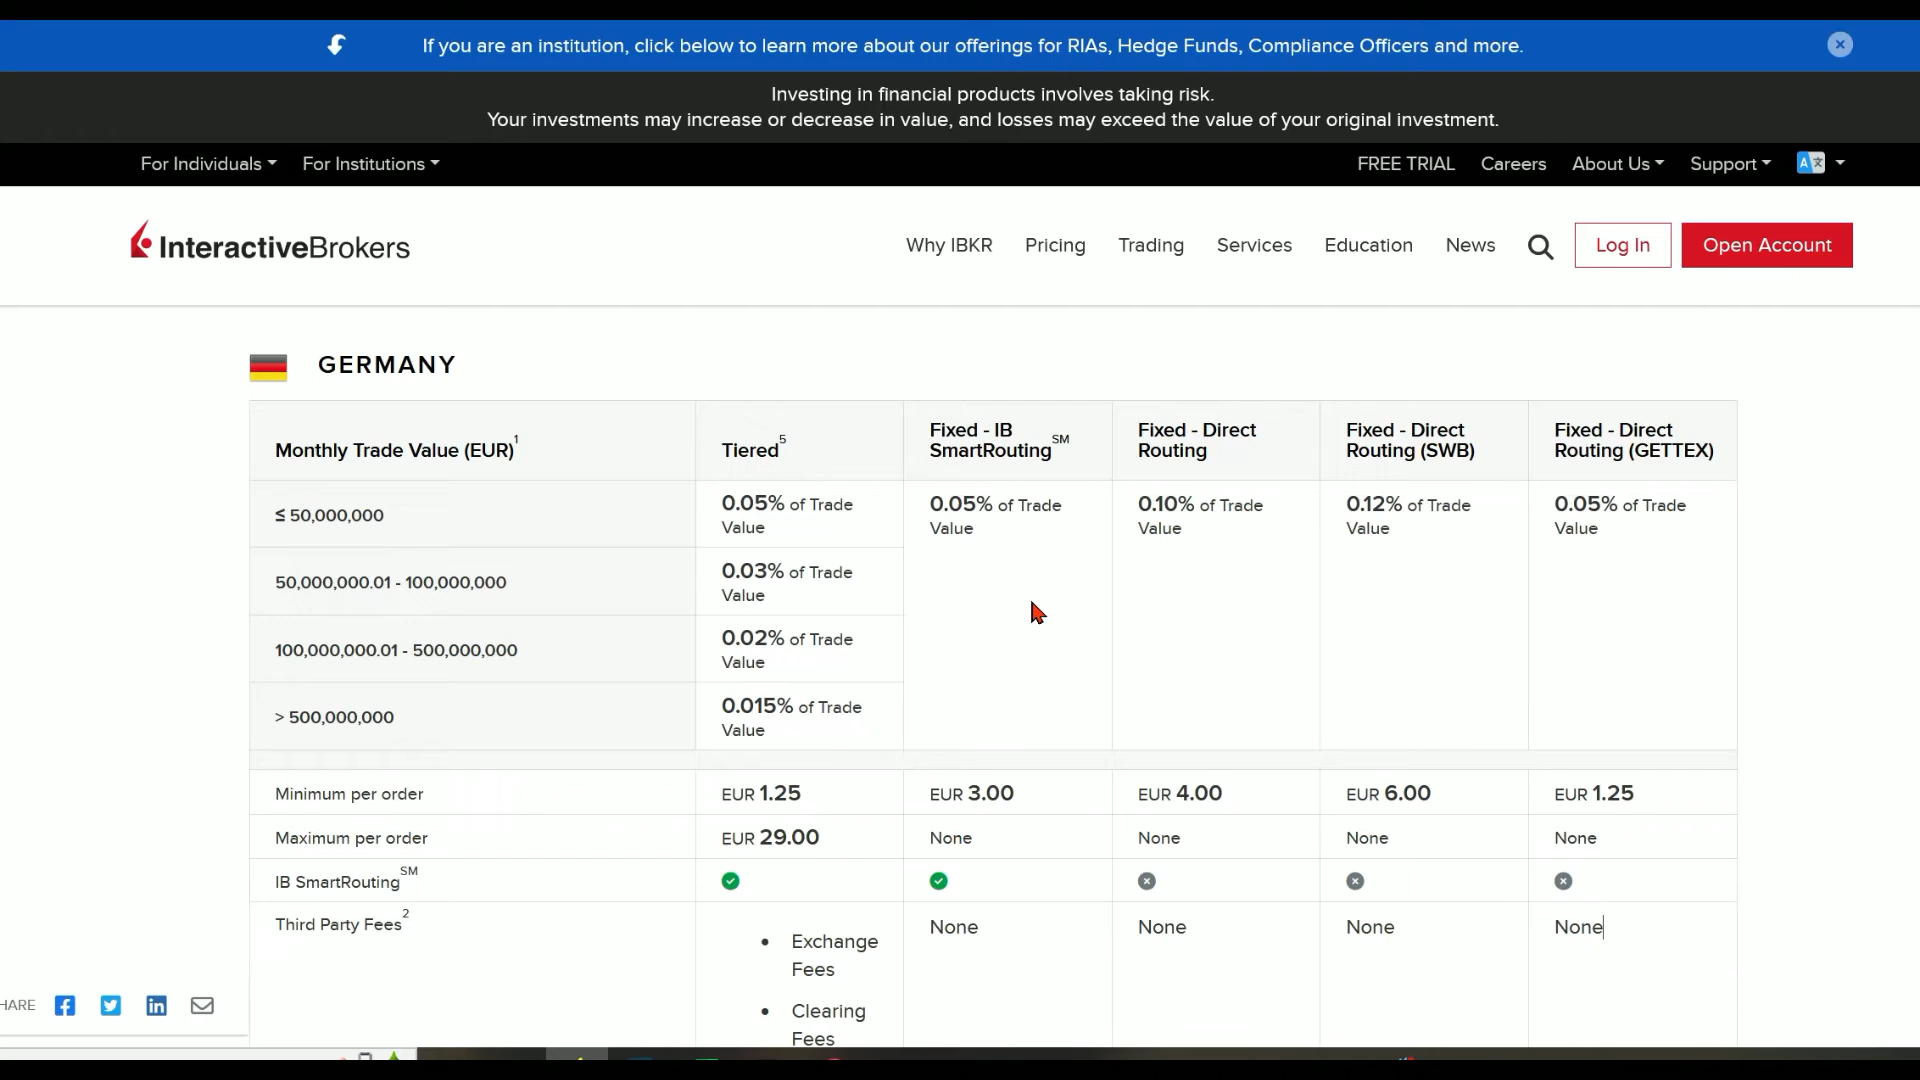 If you are an institution, click below to learn more about our offerings for RIAs, Hedge Funds, Compliance Officers and more.
Investing in financial products involves taking risk.
Your investments may increase or decrease in value, and losses may exceed the value of your original investment.
For Individuals For Institutions FREE TRIAL Careers About Us Support
InteractiveBrokers Why IBKR Pricing Trading Services Education News Log In Open Account
GERMANY
Monthly Trade Value (EUR)1 Tiered5 Fixed - IB SmartRoutingSM Fixed - Direct Routing Fixed - Direct Routing (SWB) Fixed - Direct Routing (GETTEX)
≤ 50,000,000 0.05% of Trade Value 0.05% of Trade Value 0.10% of Trade Value 0.12% of Trade Value 0.05% of Trade Value
50,000,000.01 - 100,000,000 0.03% of Trade Value
100,000,000.01 - 500,000,000 0.02% of Trade Value
> 500,000,000 0.015% of Trade Value
Minimum per order EUR 1.25 EUR 3.00 EUR 4.00 EUR 6.00 EUR 1.25
Maximum per order EUR 29.00 None None None None
IB SmartRoutingSM
Third Party Fees2 None None None None
• Exchange Fees
• Clearing Fees
HARE